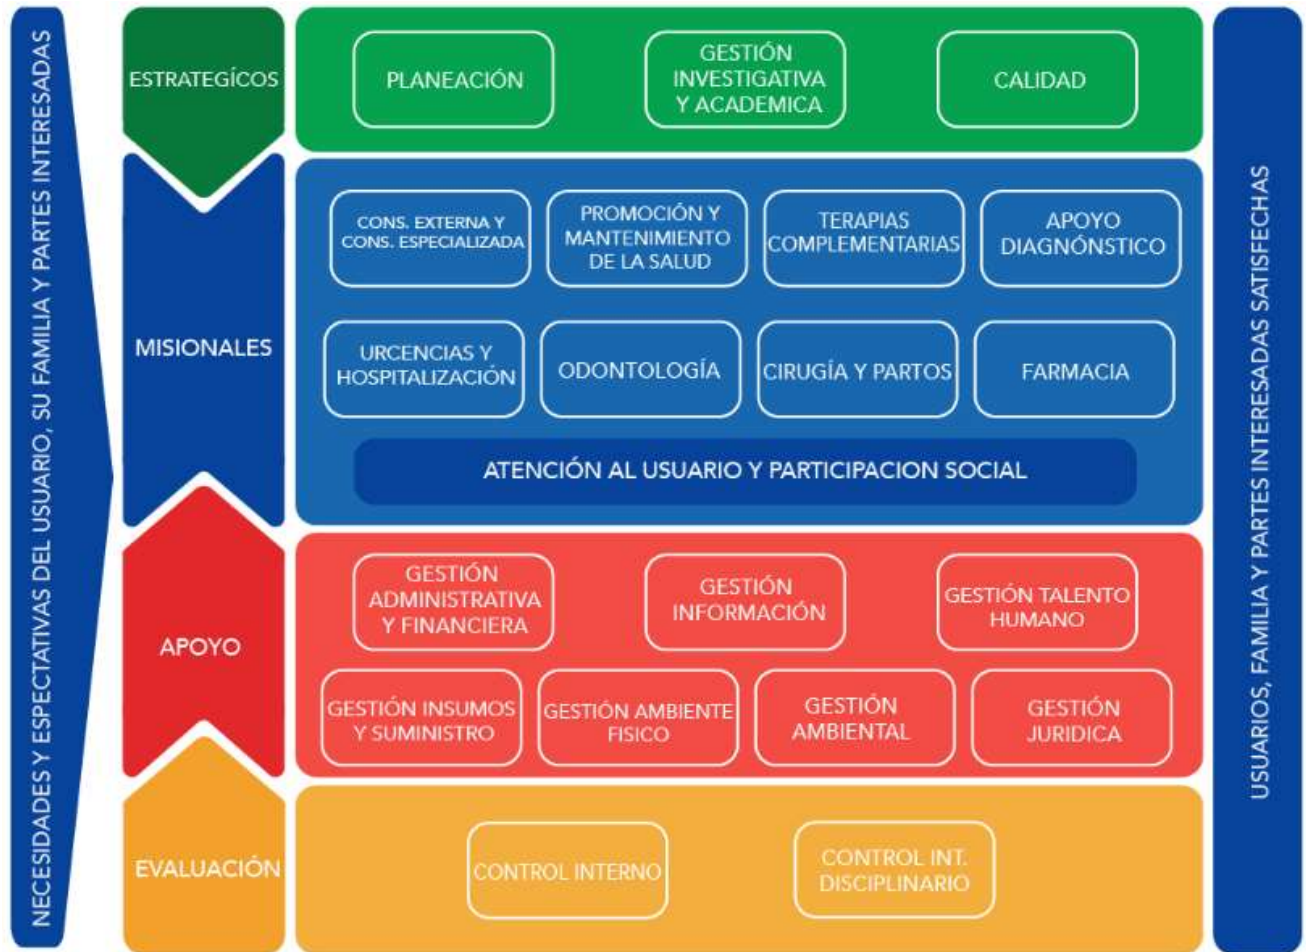 NECESIDADES Y ESPECTATIVAS DEL USUARIO, SU FAMILIA Y PARTES INTERESADAS
ESTRATEGÍCOS
PLANEACIÓN
GESTIÓN
INVESTIGATIVA
Y ACADEMICA
CALIDAD
MISIONALES
CONS. EXTERNA Y
CONS. ESPECIALIZADA
PROMOCIÓN Y
MANTENIMIENTO
DE LA SALUD
TERAPIAS
COMPLEMENTARIAS
APOYO
DIAGNÓNSTICO
URCENCIAS Y
HOSPITALIZACIÓN
ODONTOLOGÍA
CIRUGÍA Y PARTOS
FARMACIA
ATENCIÓN AL USUARIO Y PARTICIPACION SOCIAL
APOYO
GESTIÓN
ADMINISTRATIVA
Y FINANCIERA
GESTIÓN
INFORMACIÓN
GESTIÓN TALENTO
HUMANO
GESTIÓN INSUMOS
Y SUMINISTRO
GESTIÓN AMBIENTE
FISICO
GESTIÓN
AMBIENTAL
GESTIÓN
JURIDICA
EVALUACIÓN
CONTROL INTERNO
CONTROL INT.
DISCIPLINARIO
USUARIOS, FAMILIA Y PARTES INTERESADAS SATISFECHAS